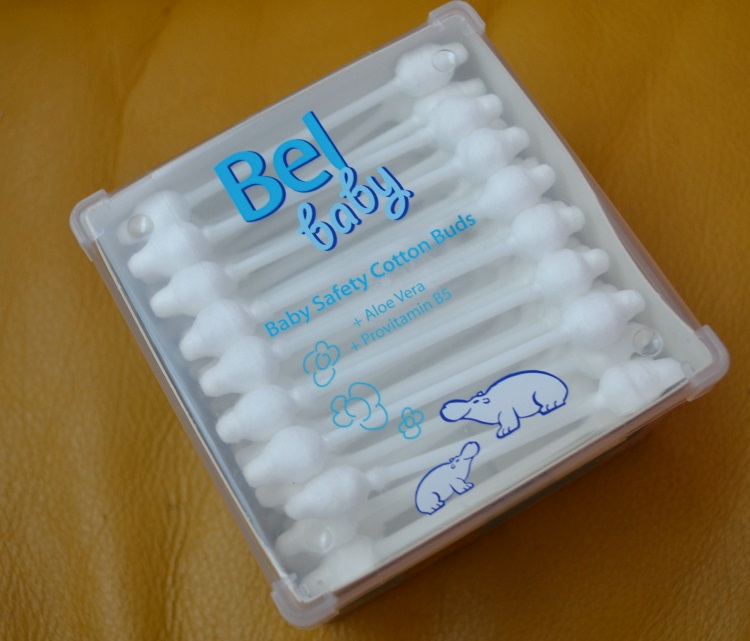 Bel
baby
Baby Safety Cotton Buds
+ Aloe Vera
+ Provitamin B5